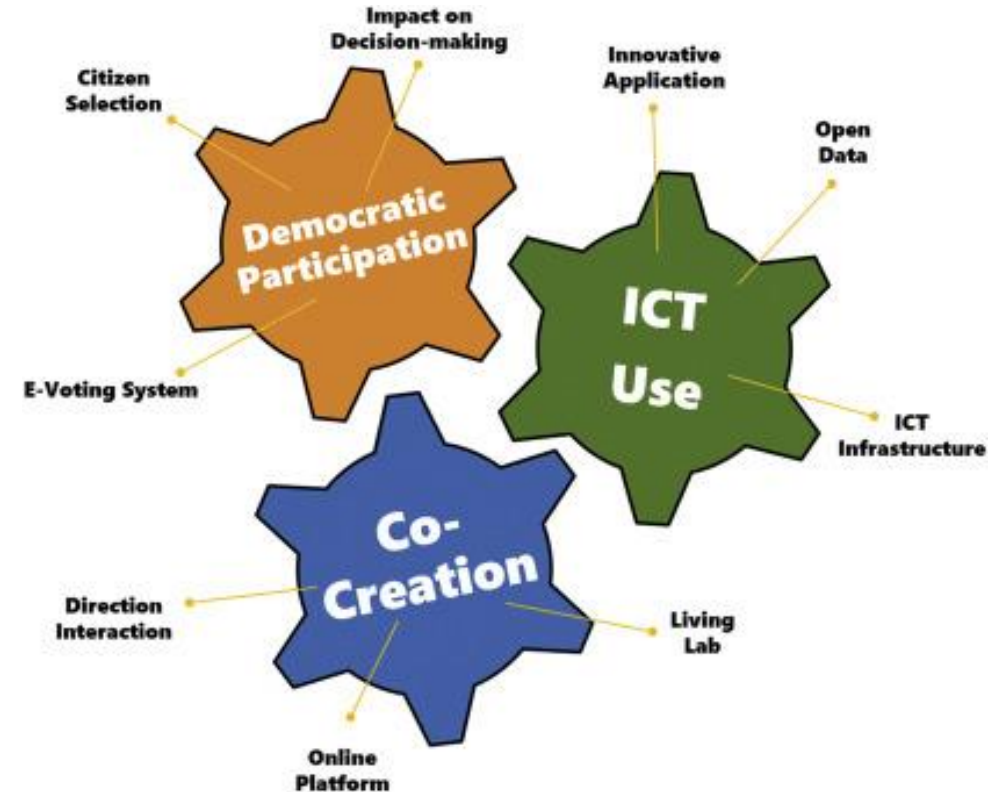 Impact on
Decision-making
Citizen
Selection
Democratic
Participation
E-Voting System
Innovative
Application
Open
Data
ICT
Use
ICT
Infrastructure
Co-
Creation
Direction
Interaction
Living
Lab
Online
Platform